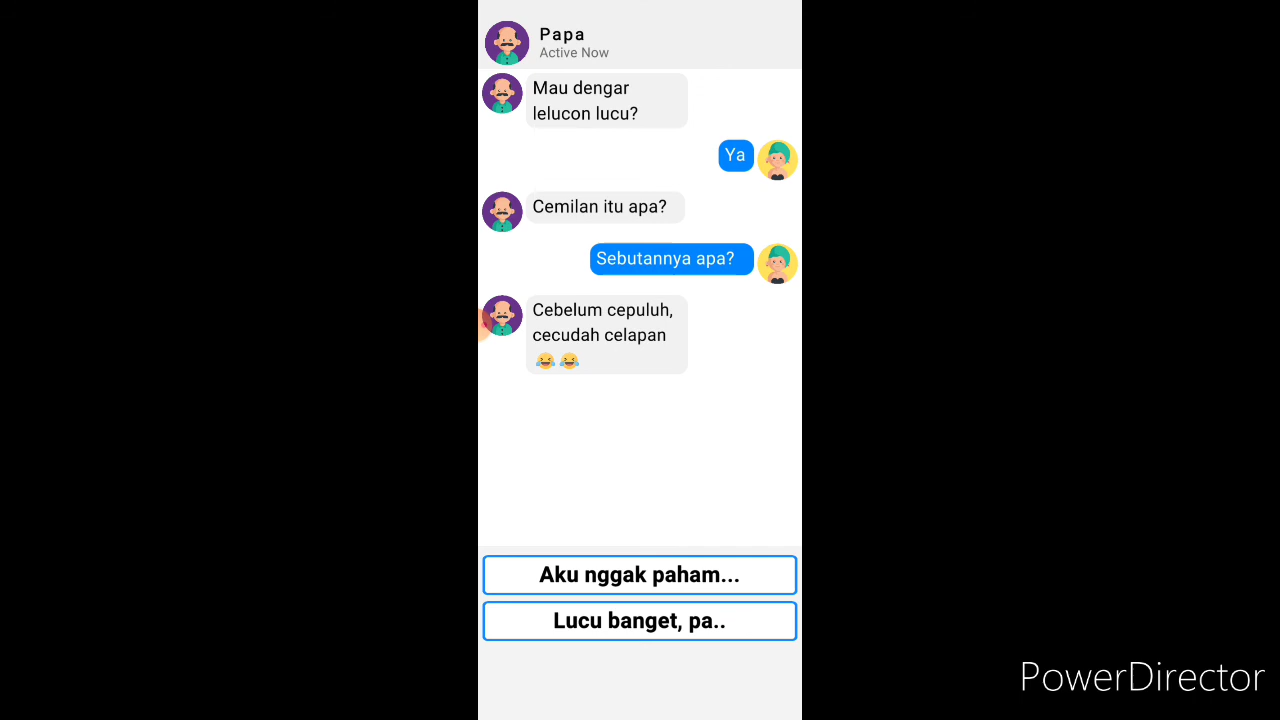 Papa
Active Now
Mau dengar
lelucon lucu?
Ya
Cemilan itu apa?
Sebutannya apa?
Cebelum cepuluh,
cecudah celapan
😂 😂
Aku nggak paham...
Lucu banget, pa..
PowerDirector